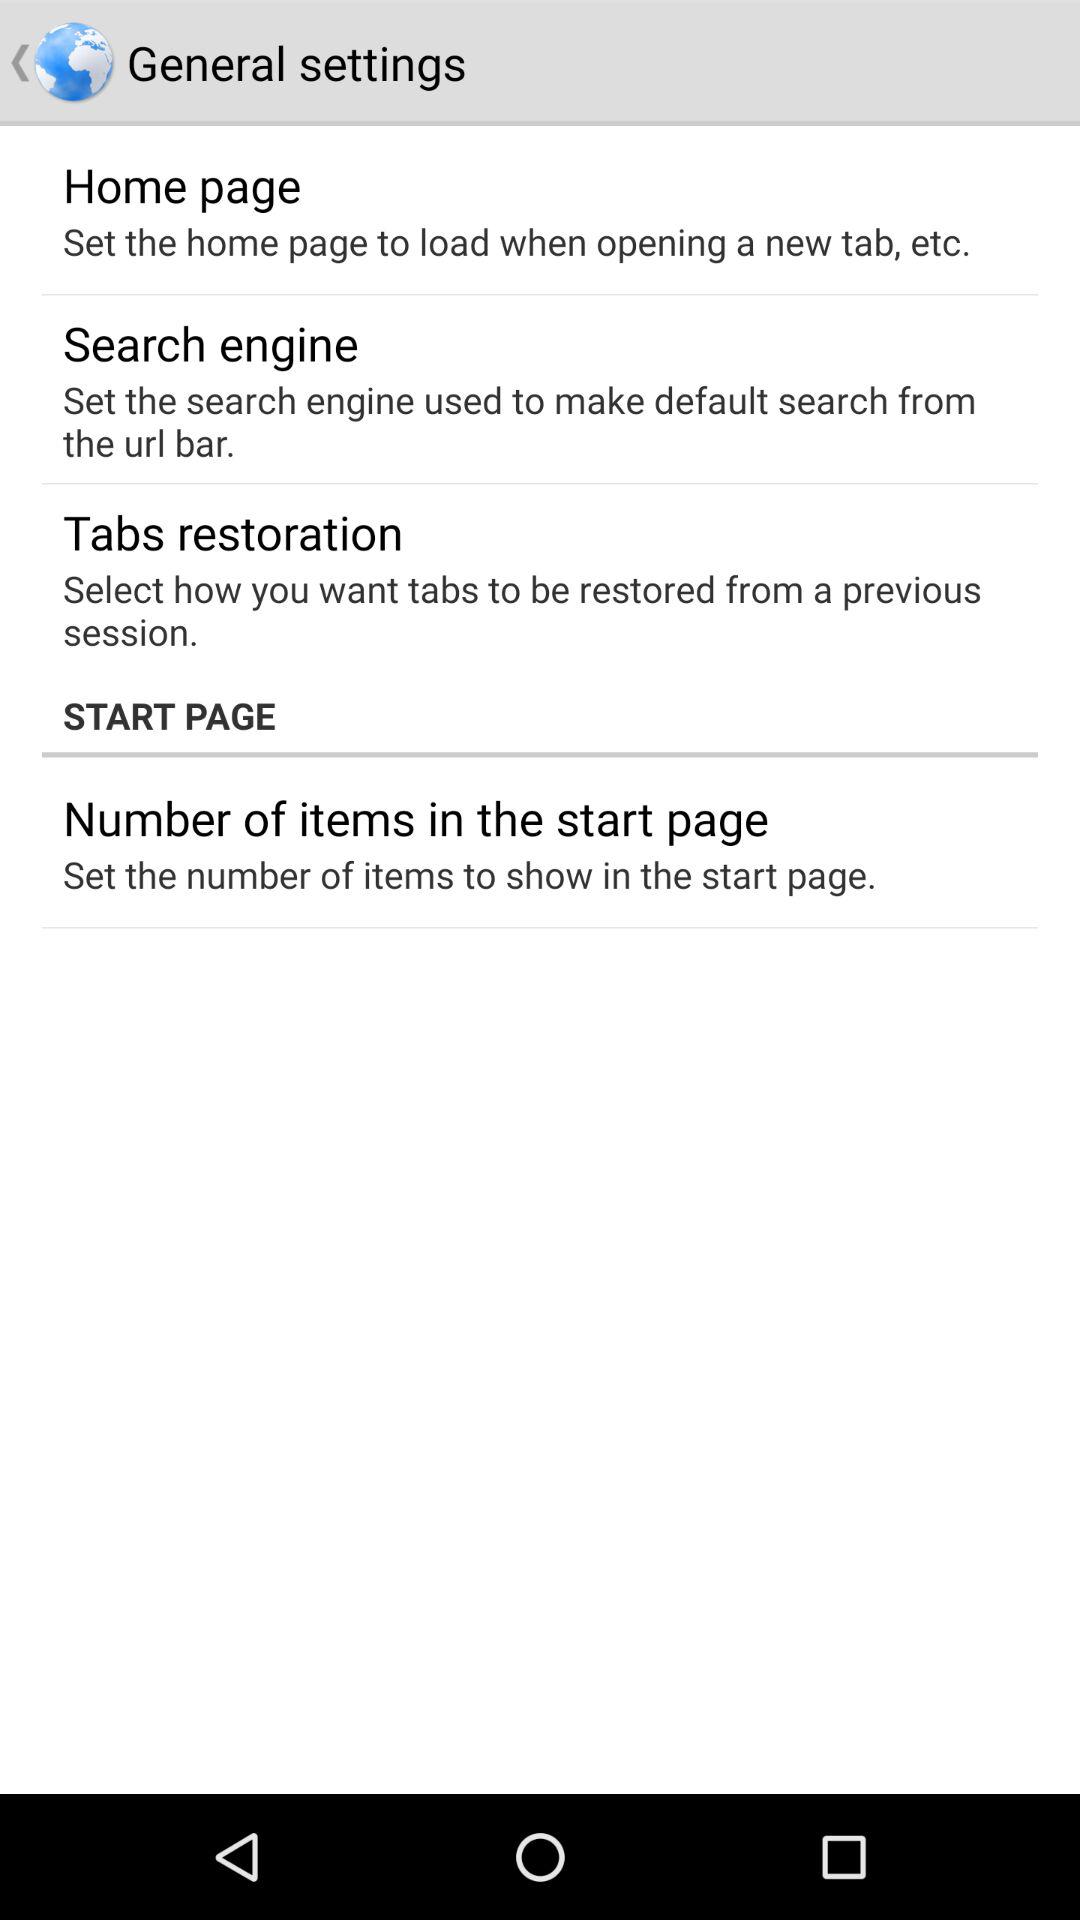 General settings
Home page
Set the home page to load when opening a new tab, etc.
Search engine
Set the search engine used to make default search from
the url bar.
Tabs restoration
Select how you want tabs to be restored from a previous
session.
START PAGE
Number of items in the start page
Set the number of items to show in the start page.